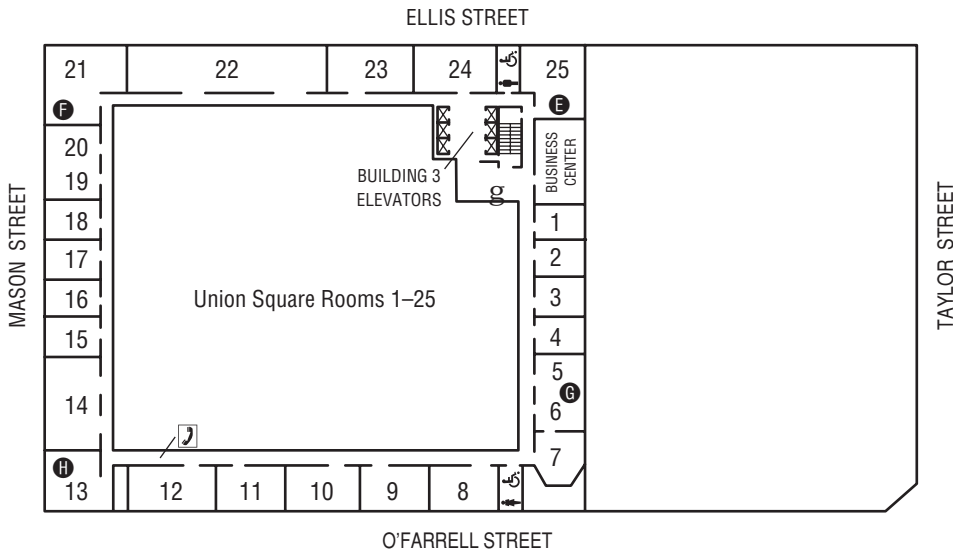 ELLIS STREET
21
22
23
24
25
F
E
20
19
BUSINESS
CENTER
BUILDING 3
ELEVATORS
g
MASON STREET
TAYLOR STREET
18
1
17
2
Union Square Rooms 1–25
16
3
15
4
5
G
14
6
7
H
13
12
11
10
9
8
O'FARRELL STREET